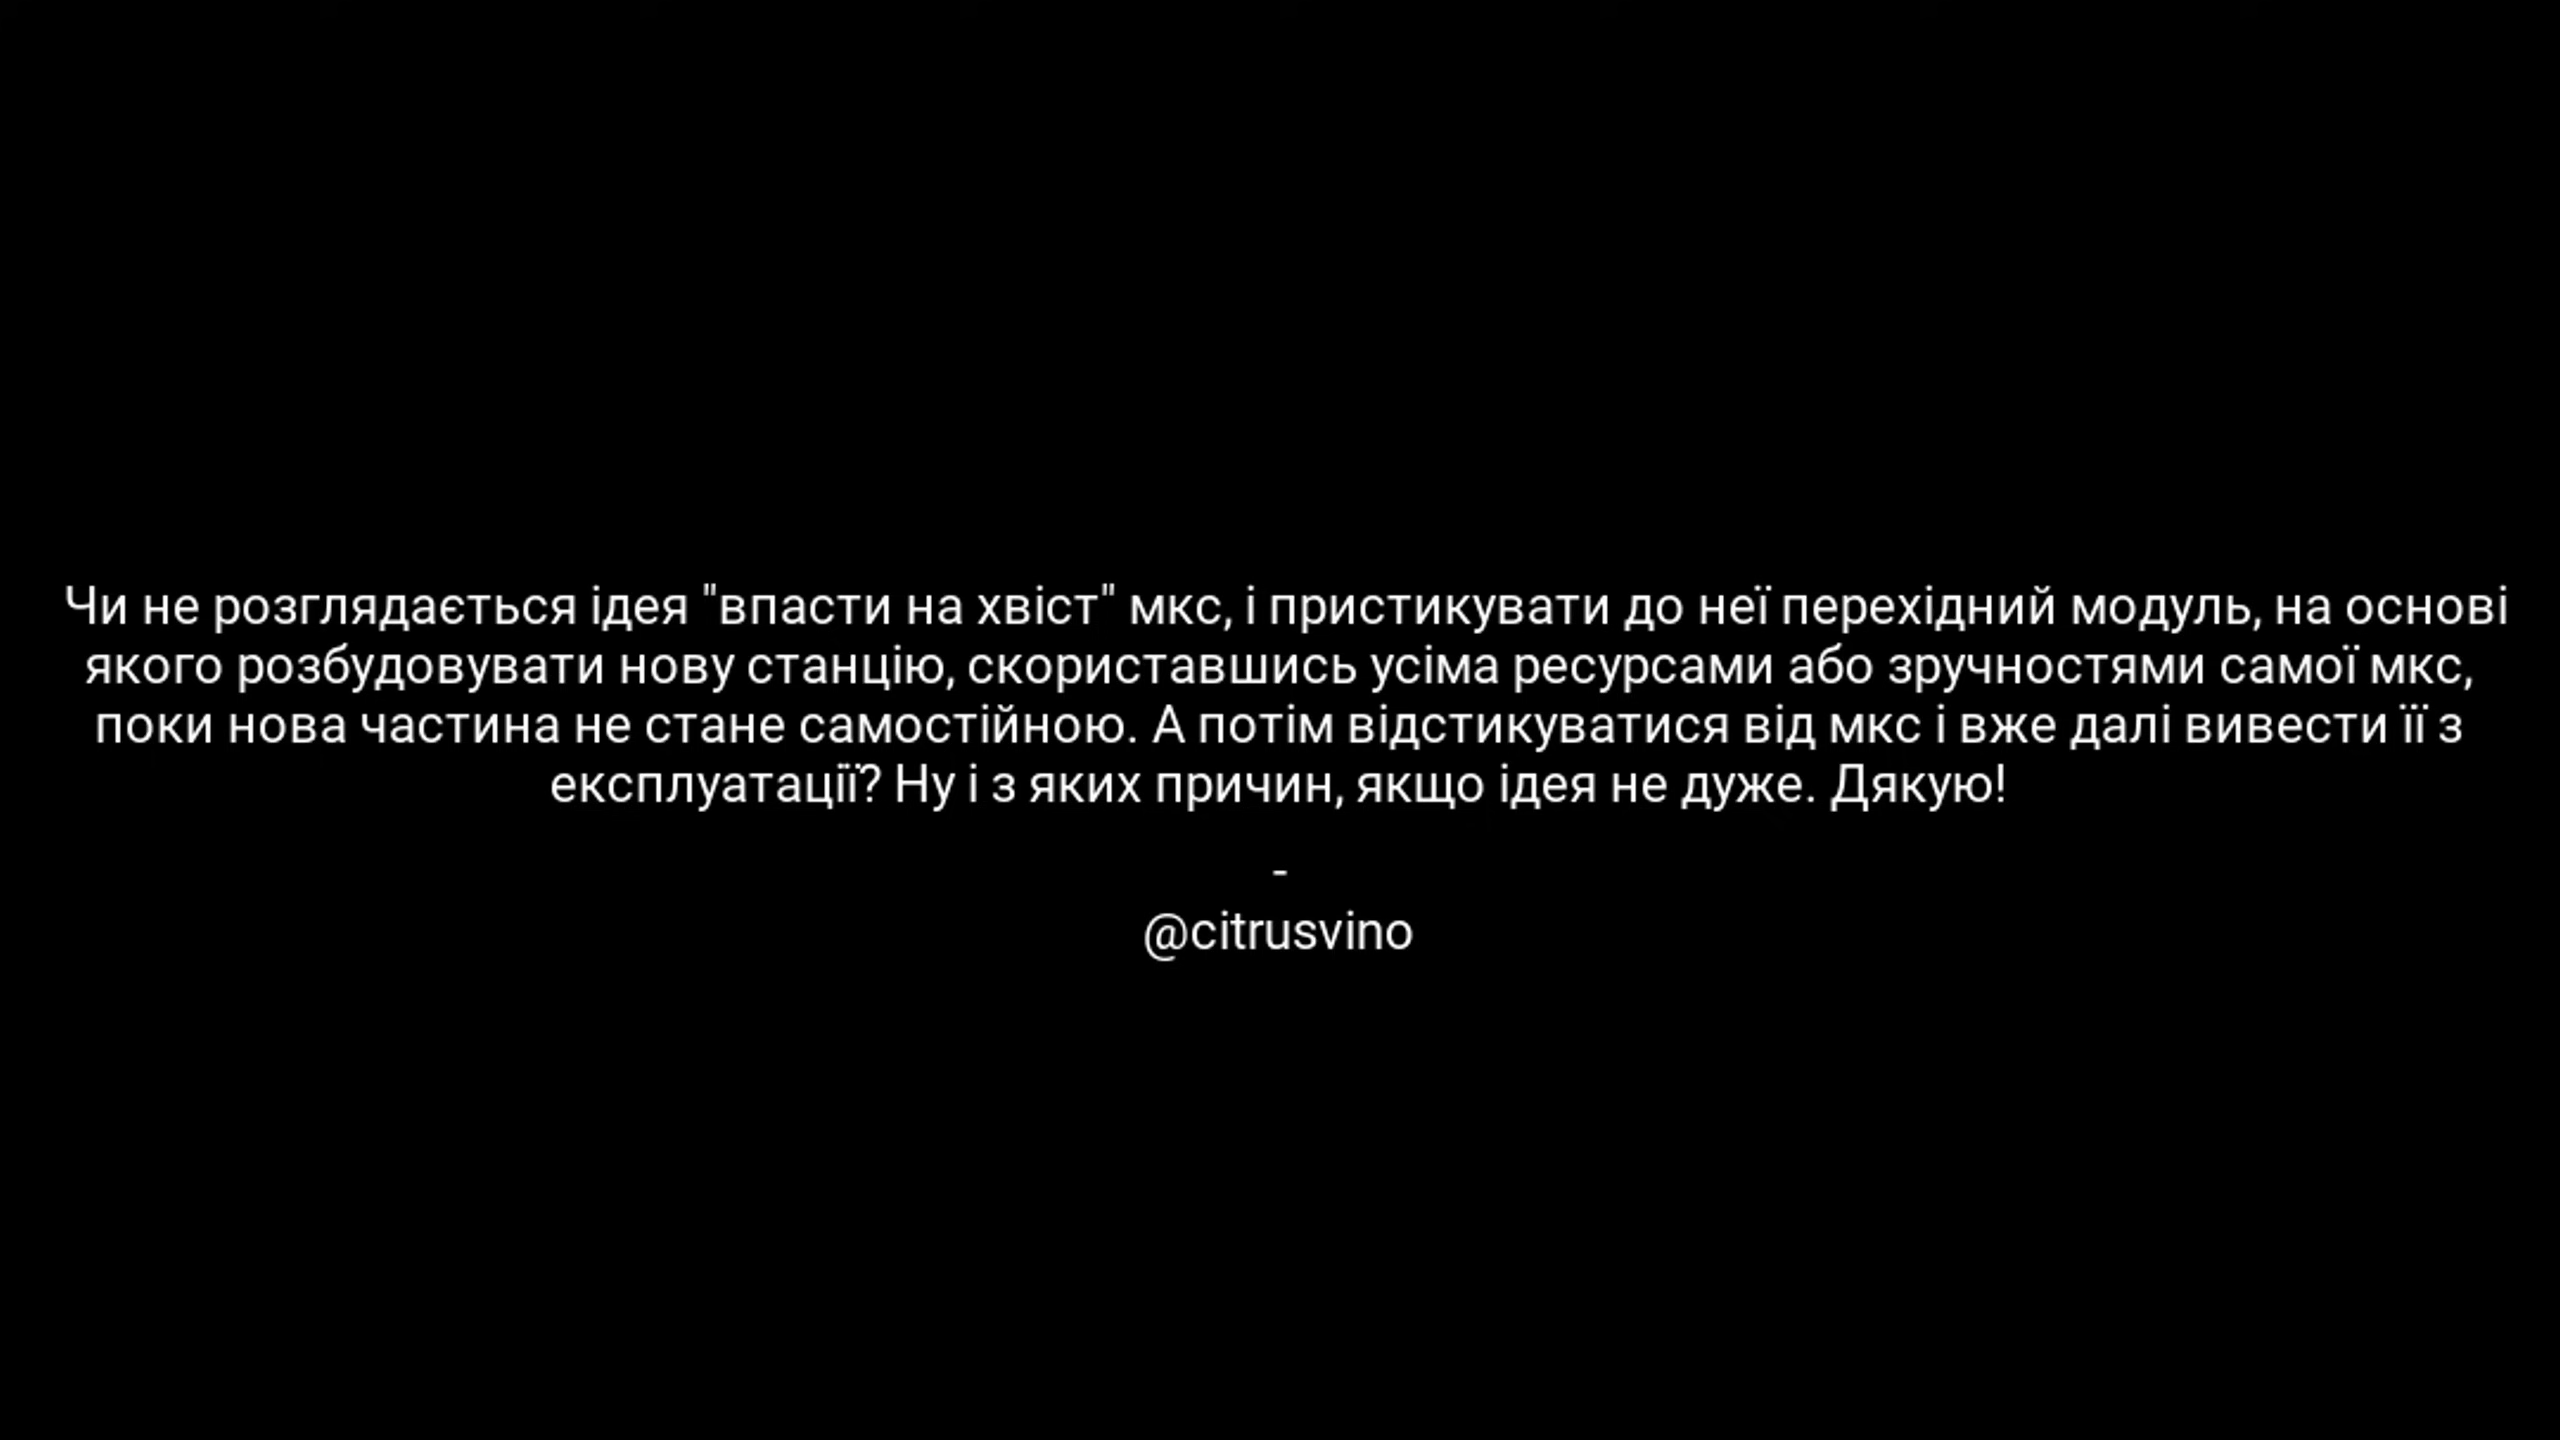 Чи не розглядається ідея "впасти на хвіст" мкс, і пристикувати до неї перехідний модуль, на основі
якого розбудовувати нову станцію, скориставшись усіма ресурсами або зручностями самої мкс,
поки нова частина не стане самостійною. А потім відстикуватися від мкс і вже далі вивести її з
експлуатації? Ну і з яких причин, якщо ідея не дуже. Дякую!
-
@citrusvino